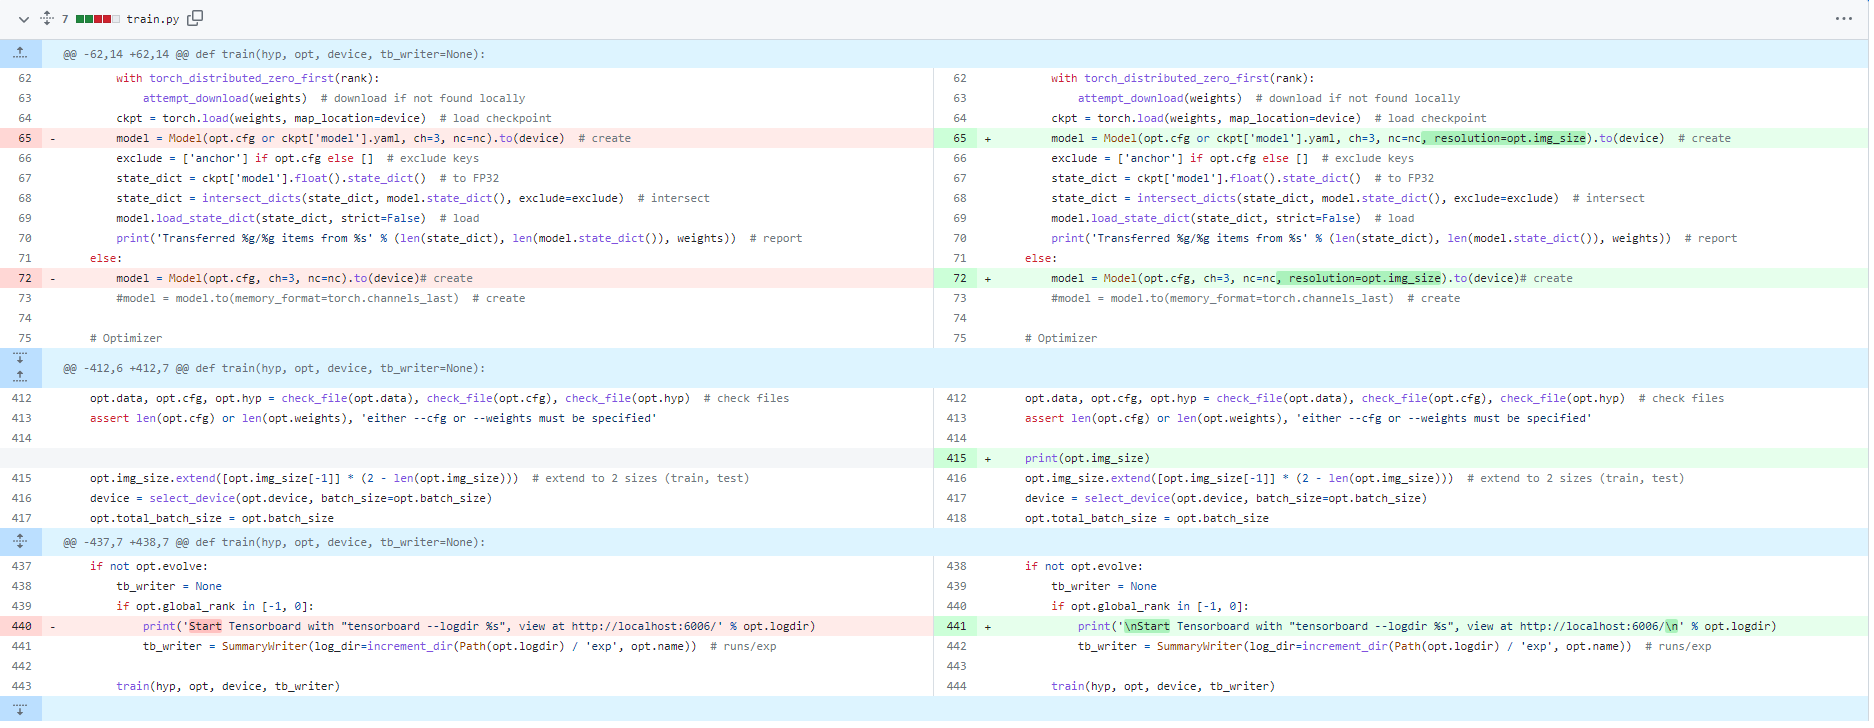 7 train.py
@@ -62,14 +62,14 @@ def train(hyp, opt, device, tb_writer=None):
62 with torch_distributed_zero_first(rank): 62 with torch_distributed_zero_first(rank):
63 attempt_download(weights) # download if not found locally 63 attempt_download(weights) # download if not found locally
64 ckpt = torch.load(weights, map_location=device) # load checkpoint 64 ckpt = torch.load(weights, map_location=device) # load checkpoint
65 - model = Model(opt.cfg or ckpt['model'].yaml, ch=3, nc=nc).to(device) # create 65 + model = Model(opt.cfg or ckpt['model'].yaml, ch=3, nc=nc, resolution=opt.img_size).to(device) # create
66 exclude = ['anchor'] if opt.cfg else [] # exclude keys 66 exclude = ['anchor'] if opt.cfg else [] # exclude keys
67 state_dict = ckpt['model'].float().state_dict() # to FP32 67 state_dict = ckpt['model'].float().state_dict() # to FP32
68 state_dict = intersect_dicts(state_dict, model.state_dict(), exclude=exclude) # intersect 68 state_dict = intersect_dicts(state_dict, model.state_dict(), exclude=exclude) # intersect
69 model.load_state_dict(state_dict, strict=False) # load 69 model.load_state_dict(state_dict, strict=False) # load
70 print('Transferred %g/%g items from %s' % (len(state_dict), len(model.state_dict()), weights)) # report 70 print('Transferred %g/%g items from %s' % (len(state_dict), len(model.state_dict()), weights)) # report
71 else: 71 else:
72 - model = Model(opt.cfg, ch=3, nc=nc).to(device)# create 72 + model = Model(opt.cfg, ch=3, nc=nc, resolution=opt.img_size).to(device)# create
73 #model = model.to(memory_format=torch.channels_last) # create 73 #model = model.to(memory_format=torch.channels_last) # create
74 74
75 # Optimizer 75 # Optimizer
@@ -412,6 +412,7 @@ def train(hyp, opt, device, tb_writer=None):
412 opt.data, opt.cfg, opt.hyp = check_file(opt.data), check_file(opt.cfg), check_file(opt.hyp) # check files 412 opt.data, opt.cfg, opt.hyp = check_file(opt.data), check_file(opt.cfg), check_file(opt.hyp) # check files
413 assert len(opt.cfg) or len(opt.weights), 'either --cfg or --weights must be specified' 413 assert len(opt.cfg) or len(opt.weights), 'either --cfg or --weights must be specified'
414 414
415 + print(opt.img_size)
415 opt.img_size.extend([opt.img_size[-1]] * (2 - len(opt.img_size))) # extend to 2 sizes (train, test) 416 opt.img_size.extend([opt.img_size[-1]] * (2 - len(opt.img_size))) # extend to 2 sizes (train, test)
416 device = select_device(opt.device, batch_size=opt.batch_size) 417 device = select_device(opt.device, batch_size=opt.batch_size)
417 opt.total_batch_size = opt.batch_size 418 opt.total_batch_size = opt.batch_size
@@ -437,7 +438,7 @@ def train(hyp, opt, device, tb_writer=None):
437 if not opt.evolve: 438 if not opt.evolve:
438 tb_writer = None 439 tb_writer = None
439 if opt.global_rank in [-1, 0]: 440 if opt.global_rank in [-1, 0]:
440 - print('Start Tensorboard with "tensorboard --logdir %s", view at http://localhost:6006/' % opt.logdir) 441 + print('\nStart Tensorboard with "tensorboard --logdir %s", view at http://localhost:6006/\n' % opt.logdir)
441 tb_writer = SummaryWriter(log_dir=increment_dir(Path(opt.logdir) / 'exp', opt.name)) # runs/exp 442 tb_writer = SummaryWriter(log_dir=increment_dir(Path(opt.logdir) / 'exp', opt.name)) # runs/exp
442 443
443 train(hyp, opt, device, tb_writer) 444 train(hyp, opt, device, tb_writer)